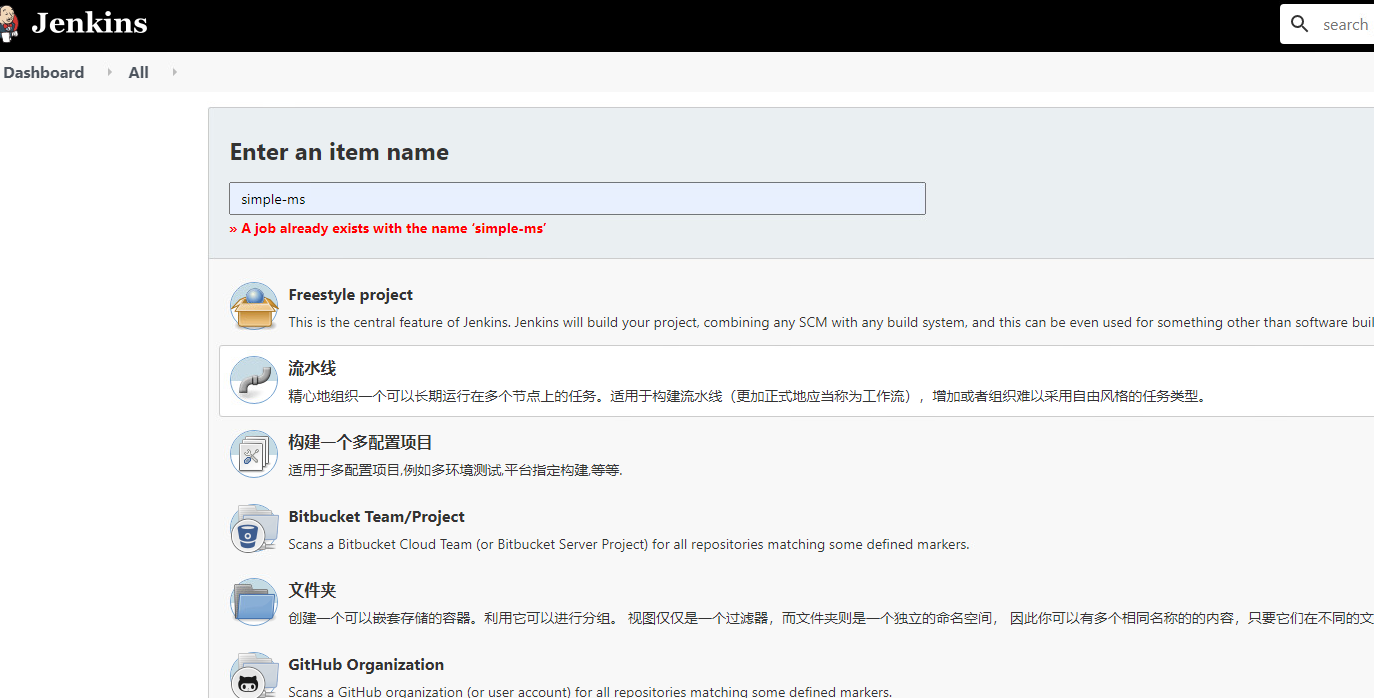 Jenkins
search
Dashboard All
Enter an item name
simple-ms
» A job already exists with the name ‘simple-ms’
Freestyle project
This is the central feature of Jenkins. Jenkins will build your project, combining any SCM with any build system, and this can be even used for something other than software buil
流水线
精心地组织一个可以长期运行在多个节点上的任务。适用于构建流水线（更加正式地应当称为工作流），增加或者组织难以采用自由风格的任务类型。
构建一个多配置项目
适用于多配置项目,例如多环境测试,平台指定构建,等等.
Bitbucket Team/Project
Scans a Bitbucket Cloud Team (or Bitbucket Server Project) for all repositories matching some defined markers.
文件夹
创建一个可以嵌套存储的容器。利用它可以进行分组。 视图仅仅是一个过滤器，而文件夹则是一个独立的命名空间， 因此你可以有多个相同名称的的内容，只要它们在不同的文
GitHub Organization
Scans a GitHub organization (or user account) for all repositories matching some defined markers.